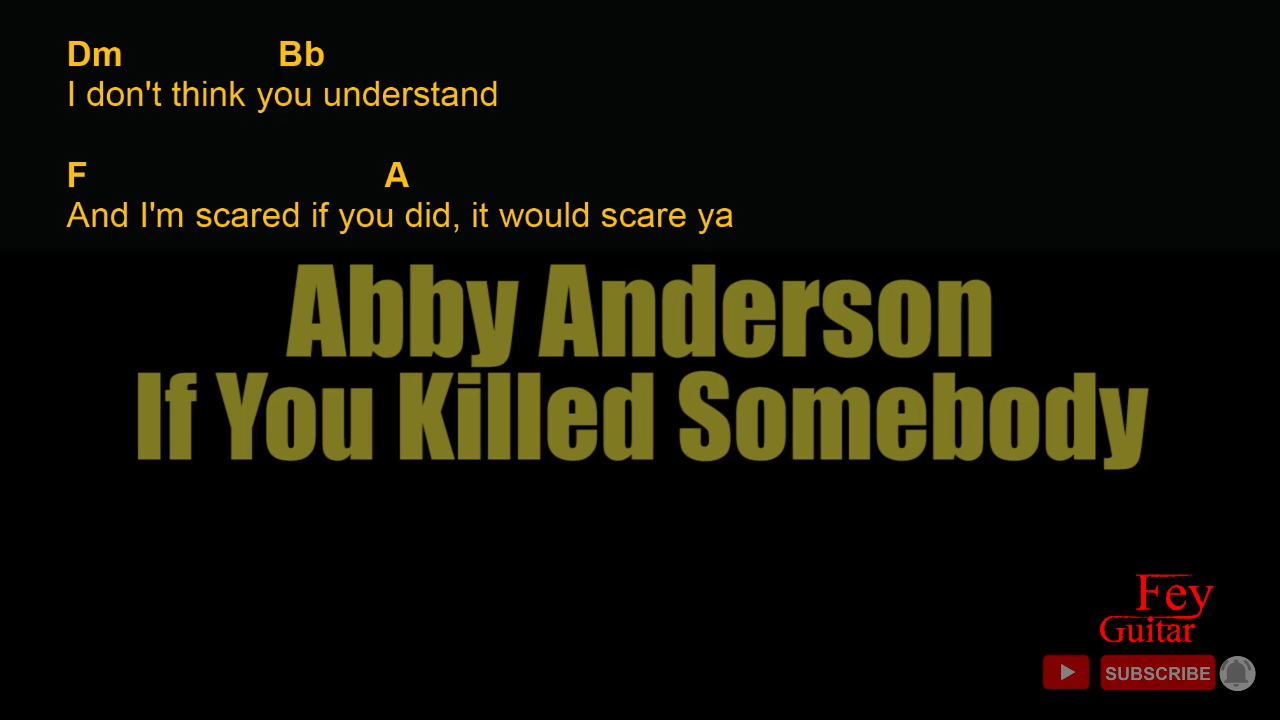 Dm Bb
I don't think you understand
F A
And I'm scared if you did, it would scare ya
Abby Anderson
If You Killed Somebody
Fey
Guitar
SUBSCRIBE